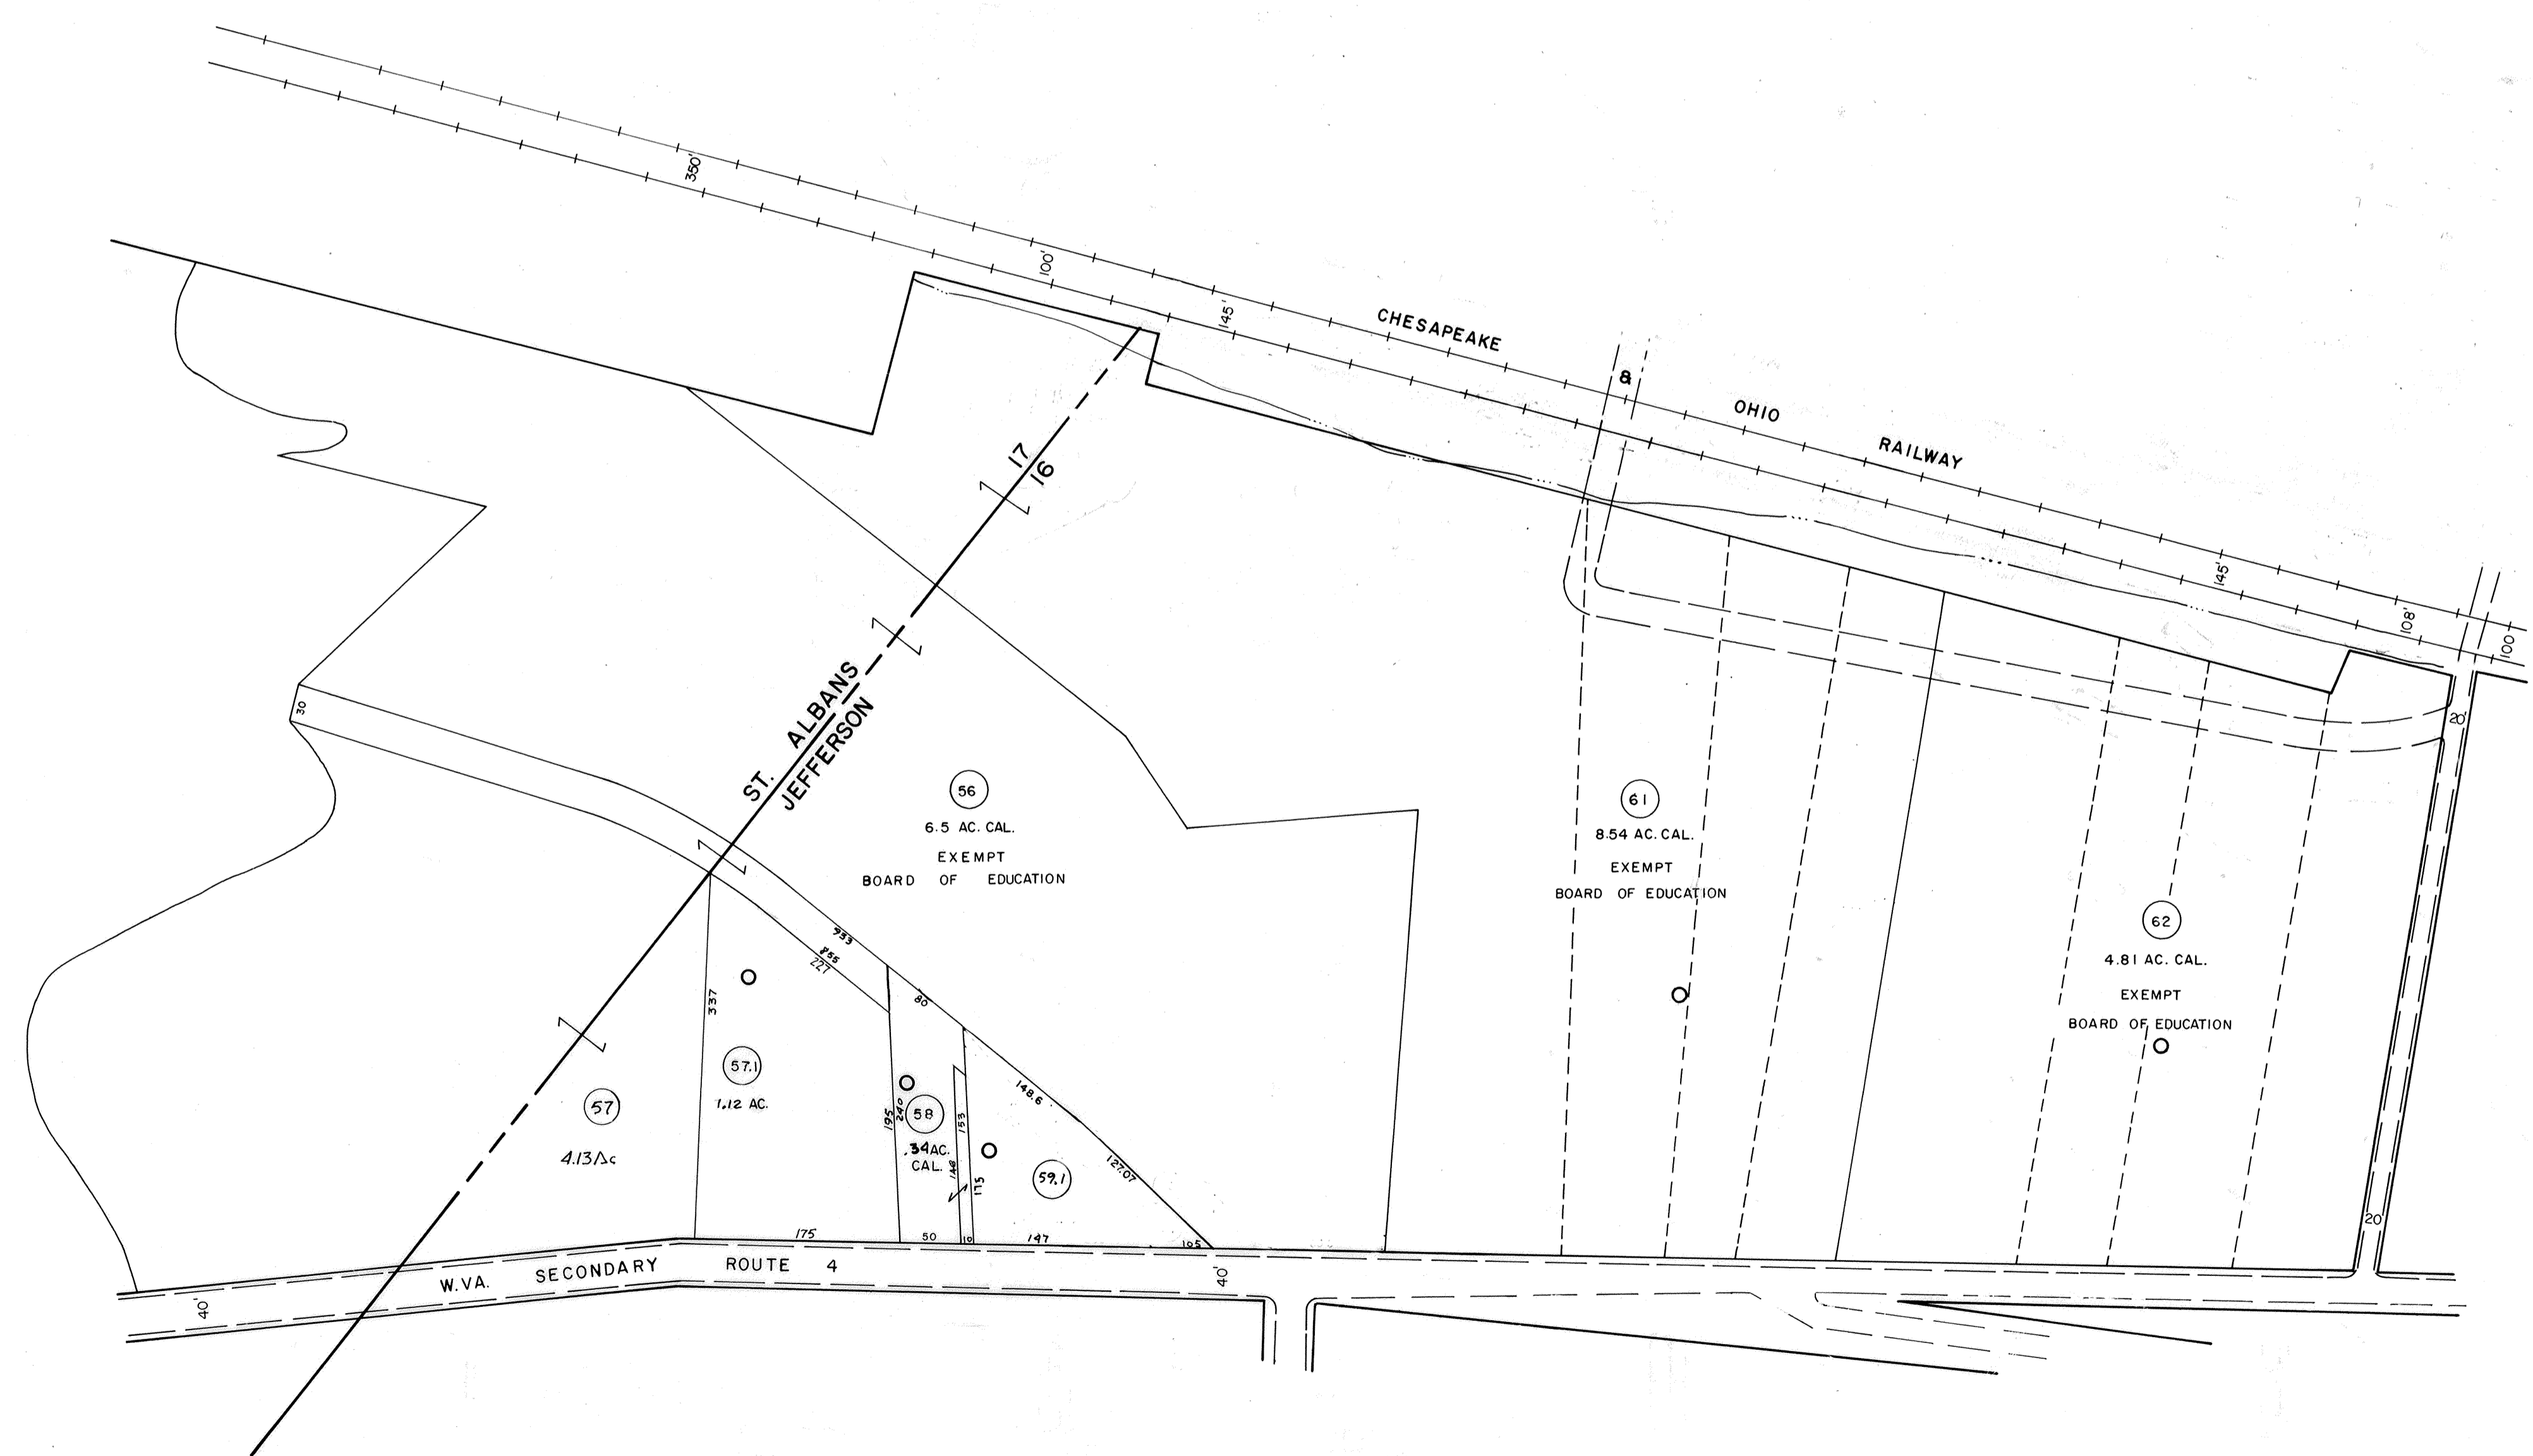 350'
100'
145'
CHESAPEAKE
&
OHIO
RAILWAY
145'
108'
100'
17
16
20'
ST. ALBANS
JEFFERSON
30
56
6.5 AC. CAL.
EXEMPT
BOARD OF EDUCATION
61
8.54 AC. CAL.
EXEMPT
BOARD OF EDUCATION
62
4.81 AC. CAL.
EXEMPT
BOARD OF EDUCATION
933
855
227
80
337
57.1
1.12 AC.
57
4.13 Ac
195
240
58
.34 AC.
CAL.
153
148
175
148.6
127.07
59.1
175
50
10
147
105
20'
W.VA. SECONDARY ROUTE 4
40'
40'